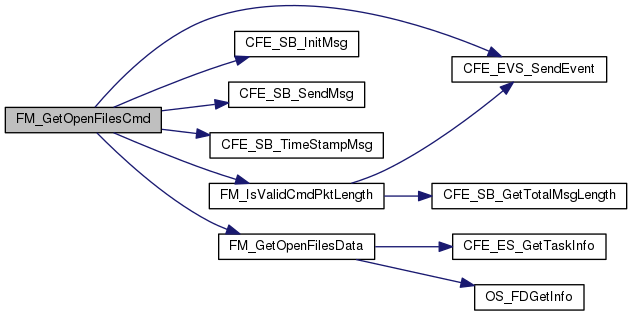 CFE_SB_InitMsg
CFE_EVS_SendEvent
CFE_SB_SendMsg
FM_GetOpenFilesCmd
CFE_SB_TimeStampMsg
FM_IsValidCmdPktLength
CFE_SB_GetTotalMsgLength
FM_GetOpenFilesData
CFE_ES_GetTaskInfo
OS_FDGetInfo